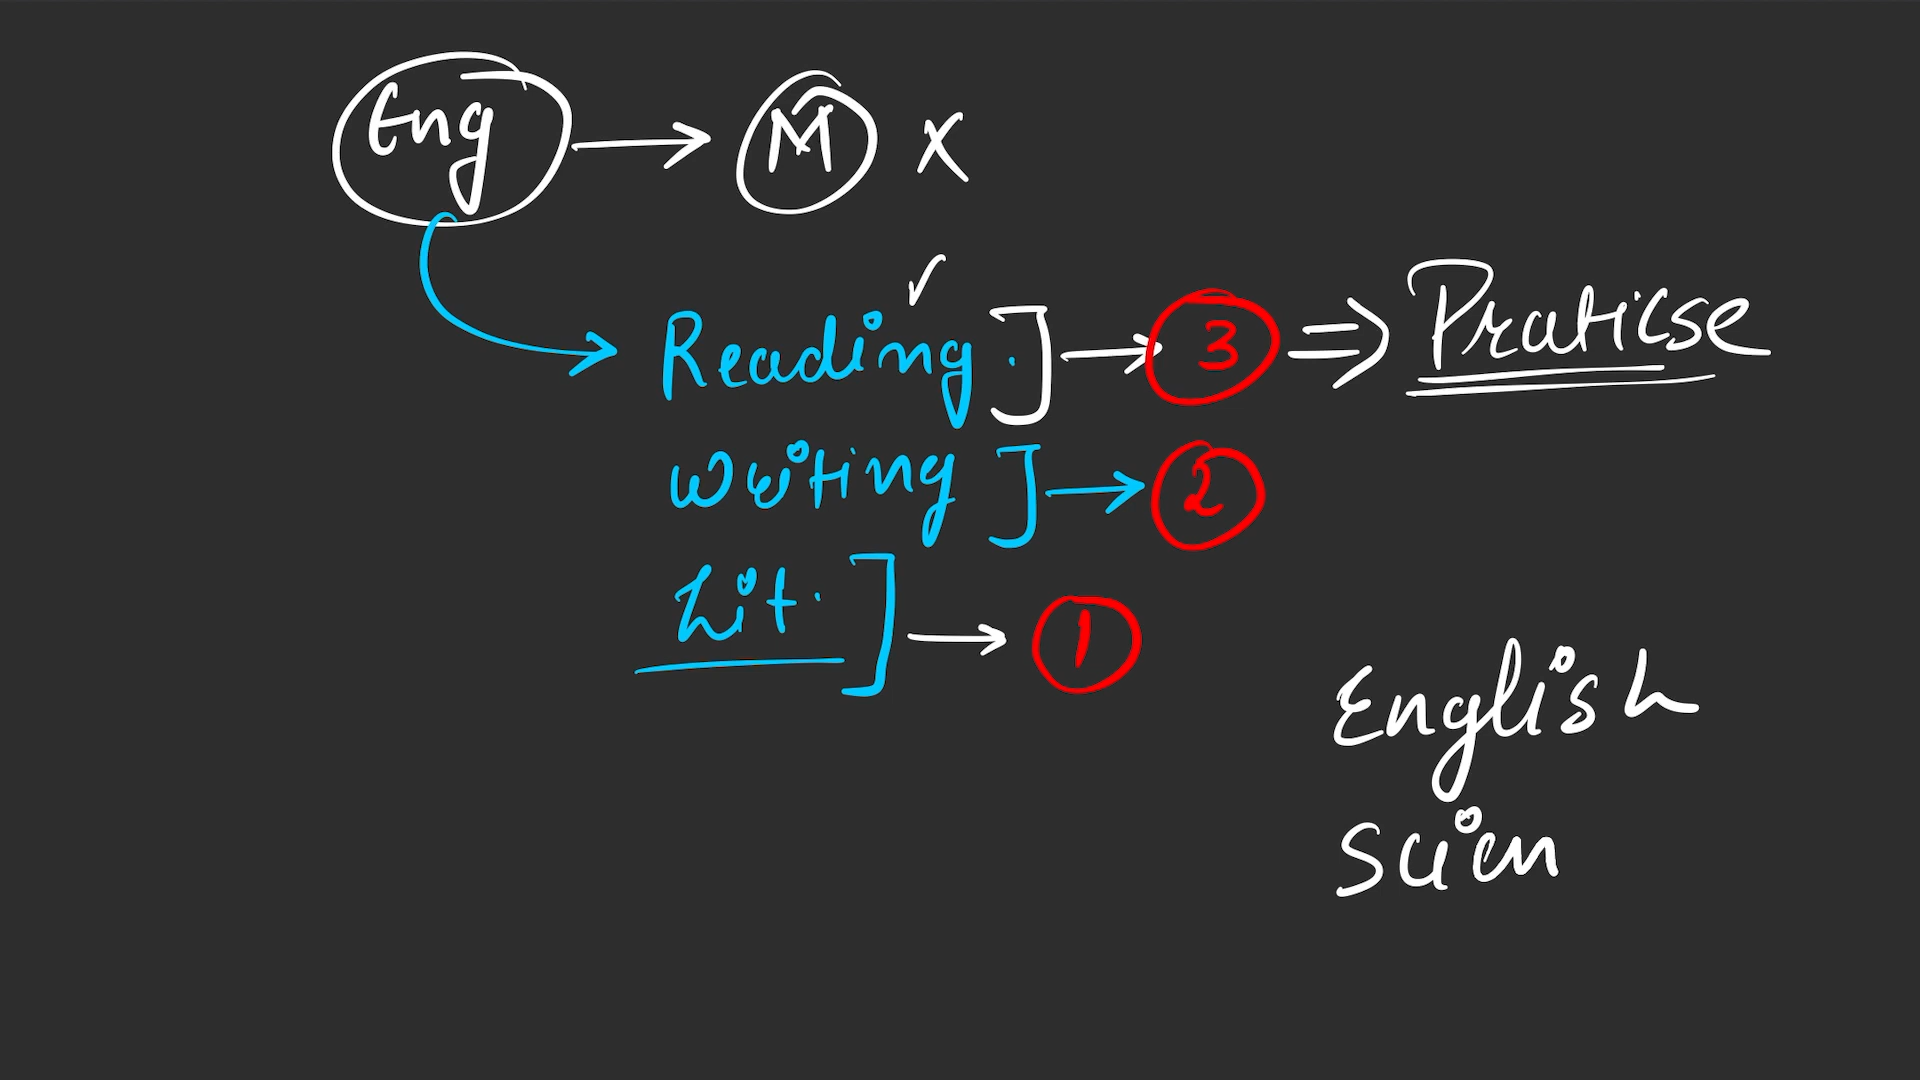 Eng → M X
Reading. ] → 3 ⇒ Praticse
Writing ] → 2
Lit. ] → 1
English
Scien